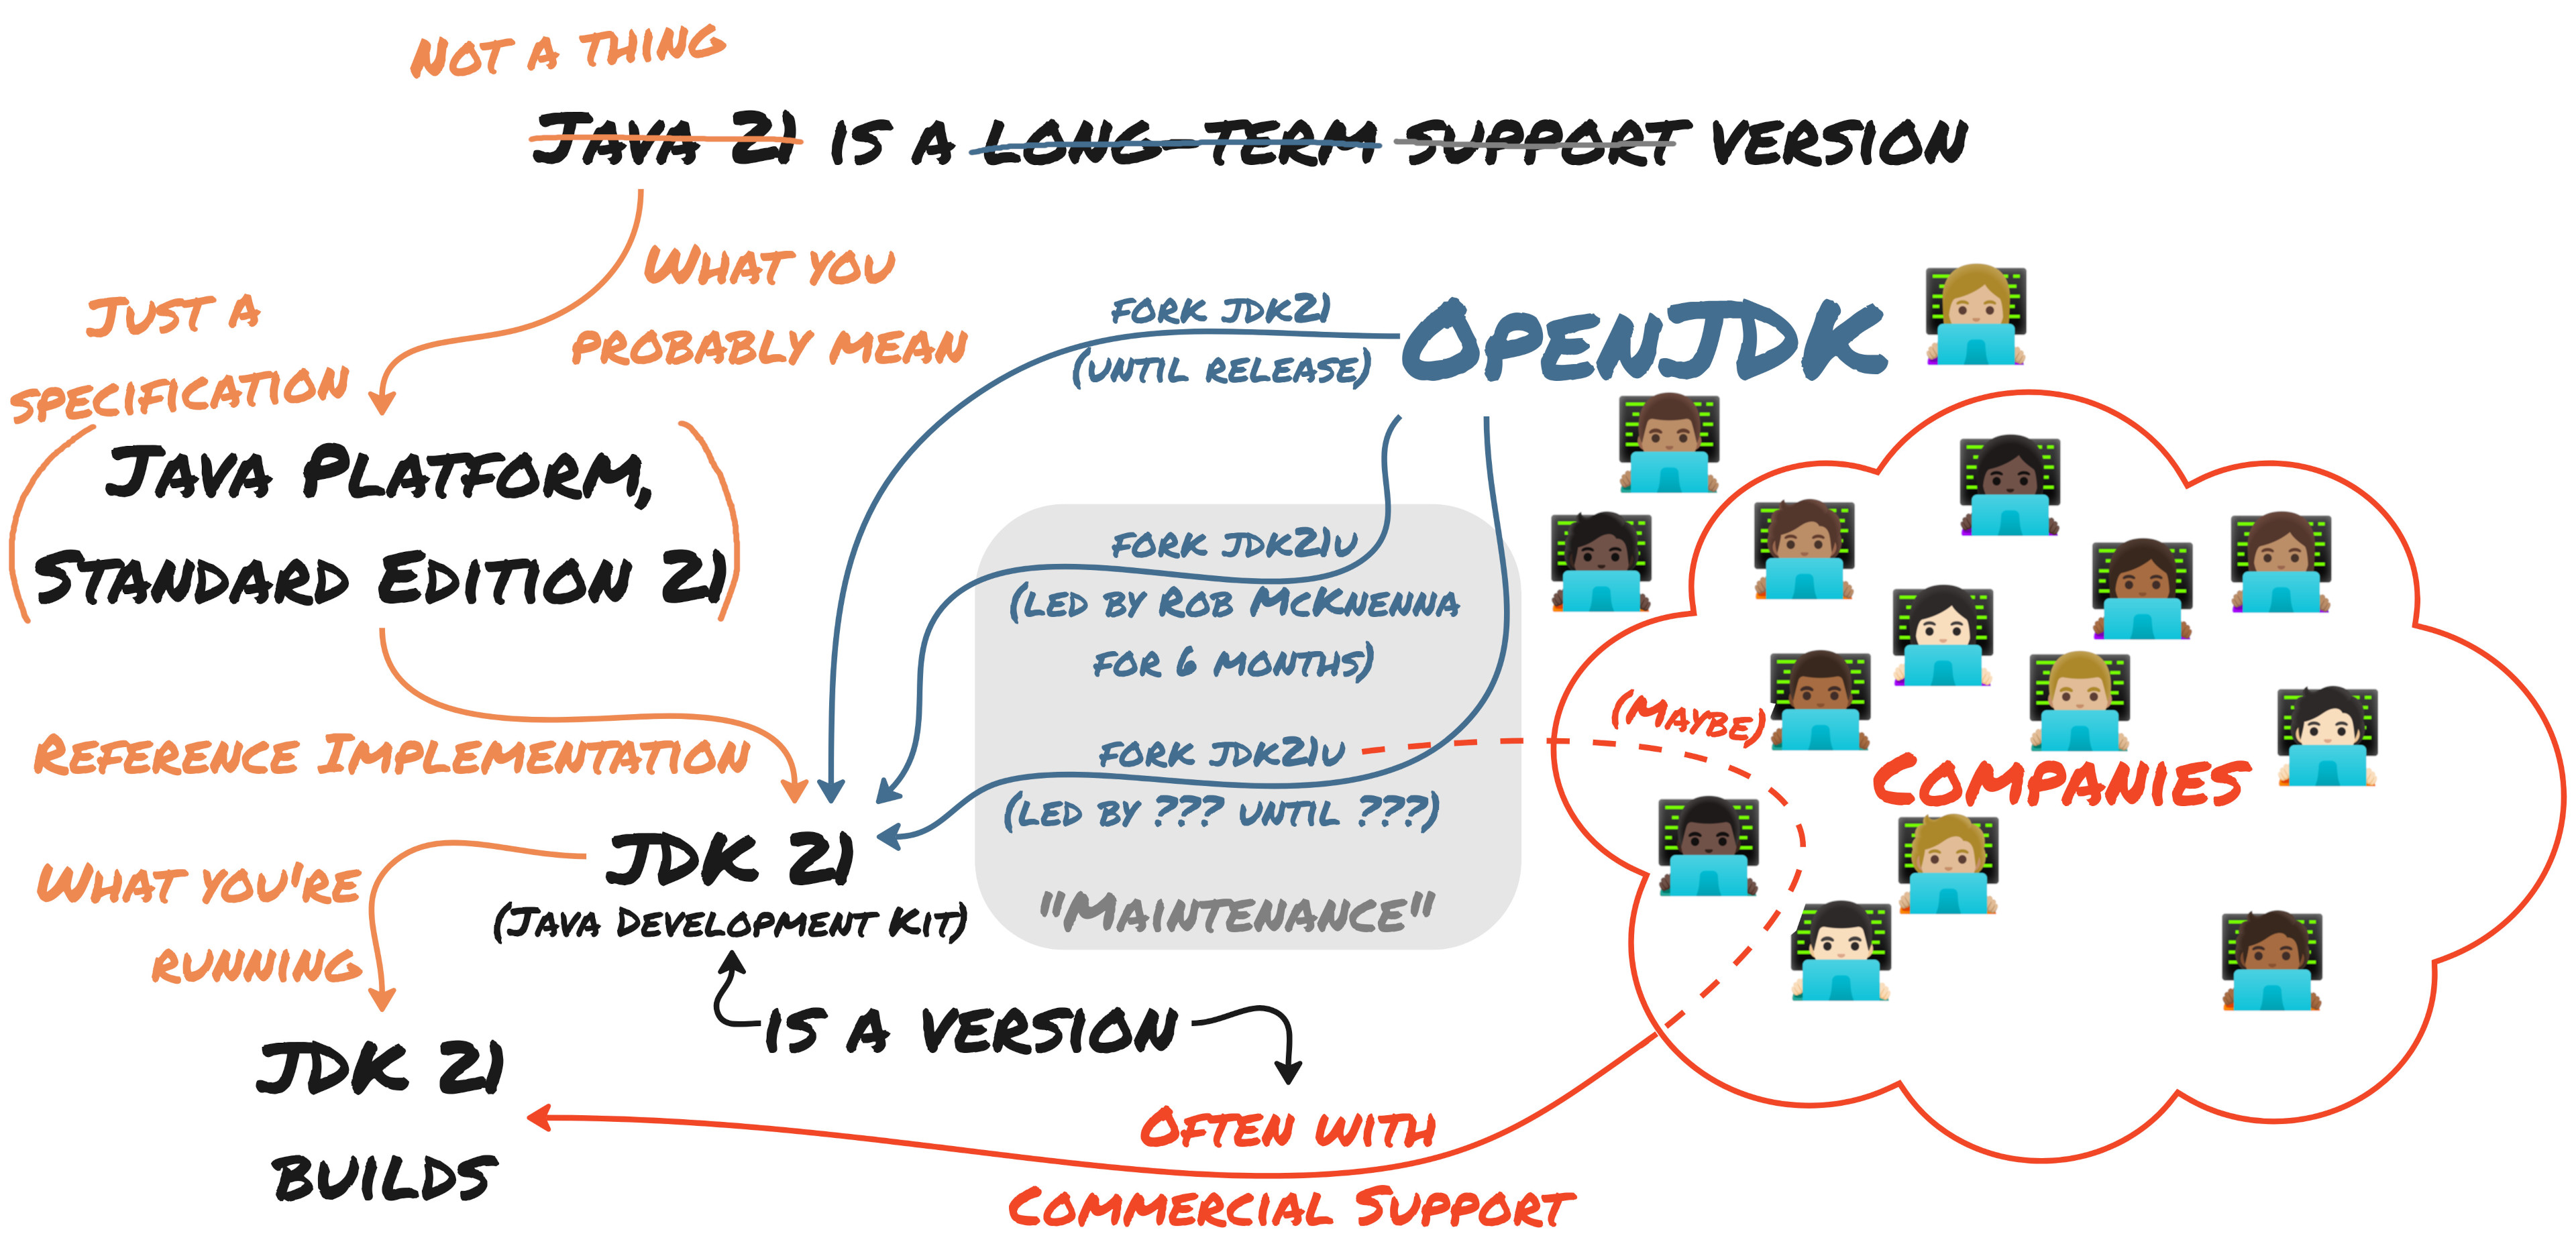 Not a thing
Java 21 is a long-term support version
What you
probably mean
Just a
specification
Java Platform,
Standard Edition 21
Reference Implementation
What you're
running
JDK 21
(Java Development Kit)
JDK 21
builds
OpenJDK
fork jdk21
(until release)
fork jdk21u
(led by Rob McKnenna
for 6 months)
fork jdk21u
(led by ??? until ???)
"Maintenance"
(Maybe)
Companies
is a version
Often with
Commercial Support